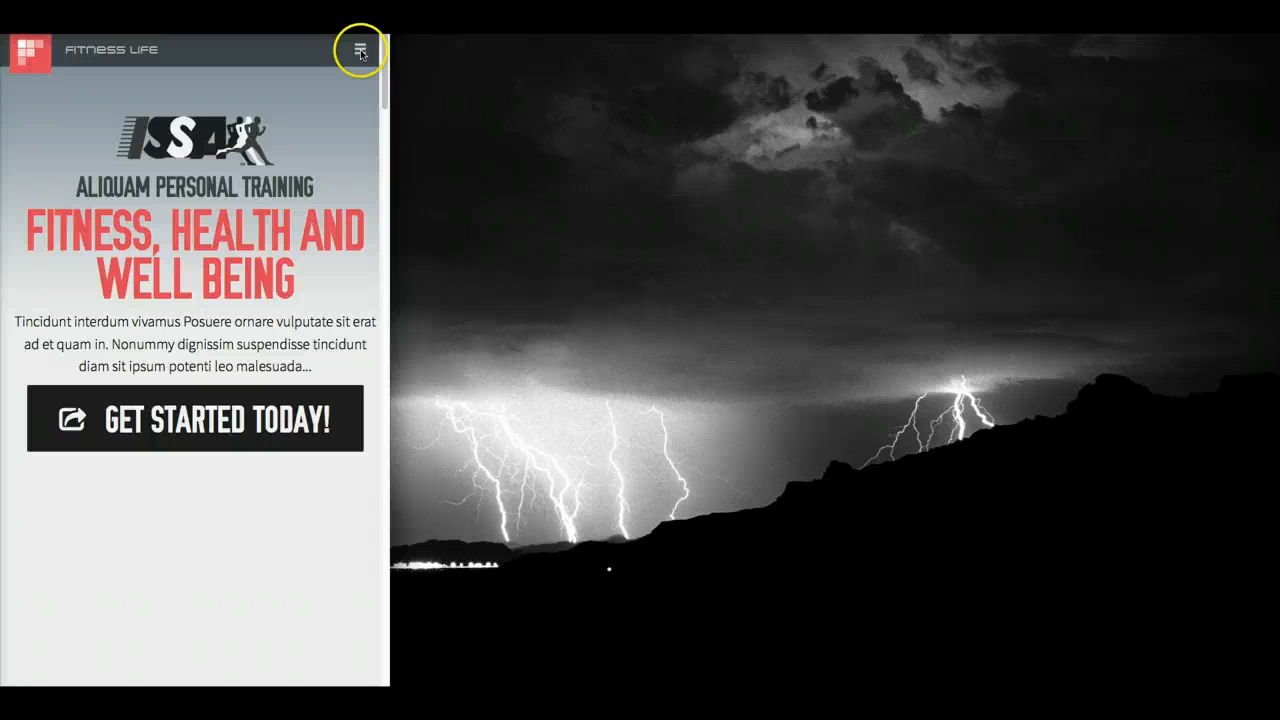 FITNESS LIFE
ISSA
ALIQUAM PERSONAL TRAINING
FITNESS, HEALTH AND
WELL BEING
Tincidunt interdum vivamus Posuere ornare vulputate sit erat
ad et quam in. Nonummy dignissim suspendisse tincidunt
diam sit ipsum potenti leo malesuada...
GET STARTED TODAY!